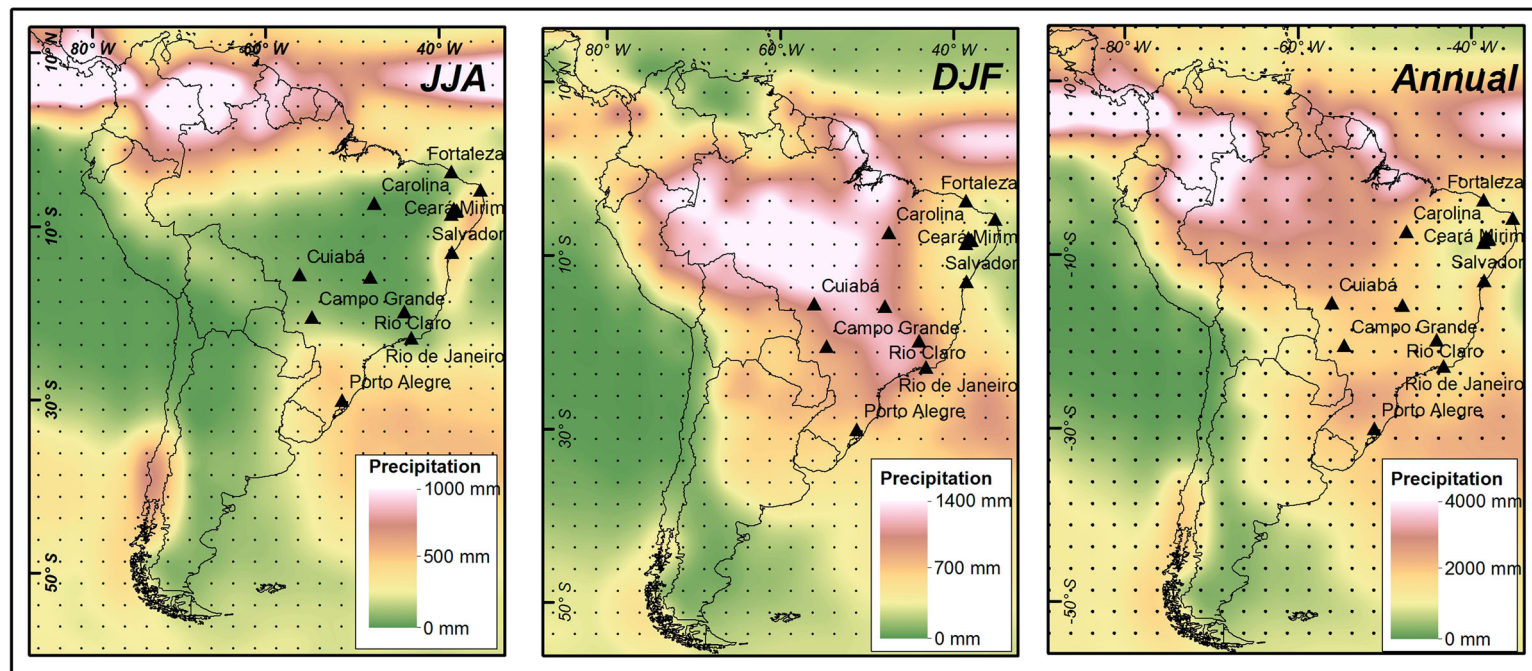 80° W
60° W
40° W
10° N
JJA
Fortaleza
Carolina
Ceará Mirim
10° S
Salvador
Cuiabá
Campo Grande
Rio Claro
Rio de Janeiro
Porto Alegre
30° S
50° S
Precipitation
1000 mm
500 mm
0 mm
80° W
60° W
40° W
10° N
DJF
Fortaleza
Carolina
Ceará Mirim
10° S
Salvador
Cuiabá
Campo Grande
Rio Claro
Rio de Janeiro
Porto Alegre
30° S
50° S
Precipitation
1400 mm
700 mm
0 mm
80° W
60° W
40° W
10° N
Annual
Fortaleza
Carolina
Ceará Mirim
10° S
Salvador
Cuiabá
Campo Grande
Rio Claro
Rio de Janeiro
Porto Alegre
30° S
50° S
Precipitation
4000 mm
2000 mm
0 mm